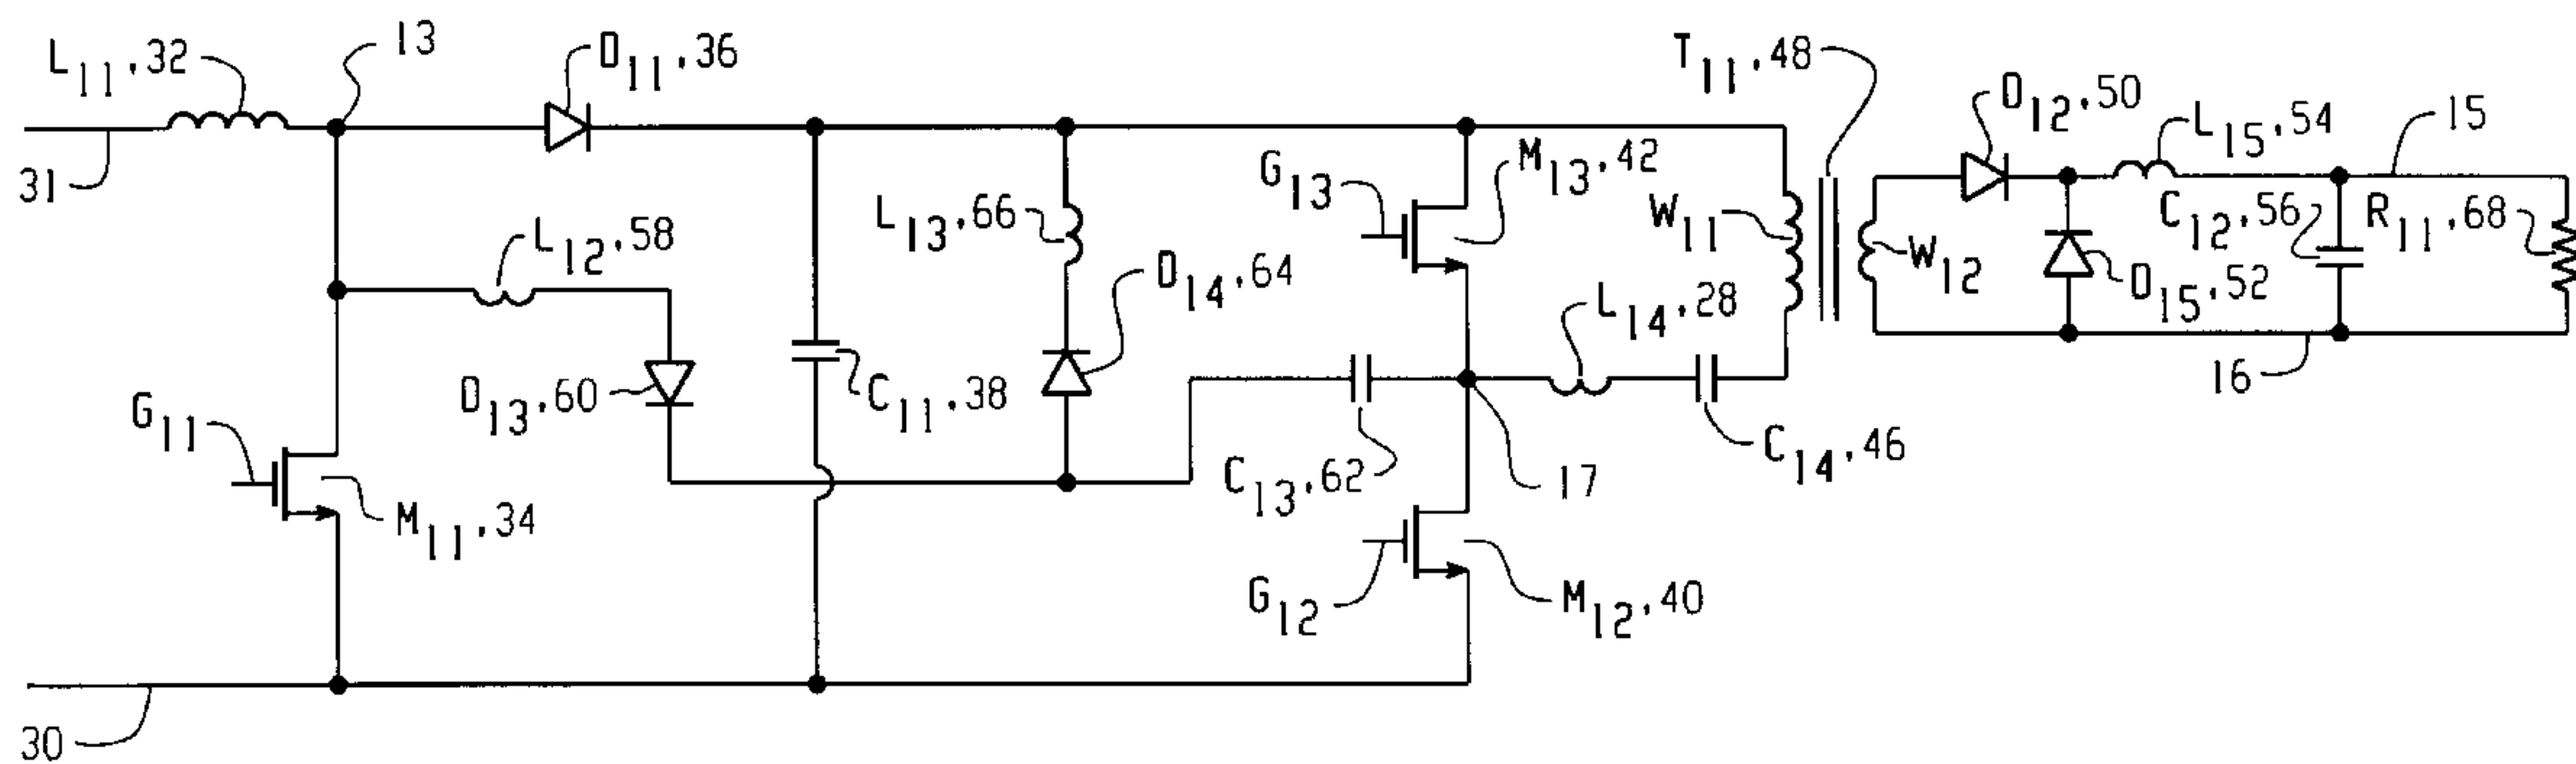 L11,32
13
D11,36
T11,48
D12,50
L15,54
15
31
G13
M13,42
L12,58
L13,66
W11
C12,56
R11,68
D14,64
W12
D15,52
L14,28
16
D13,60
C11,38
G11
C13,62
17
C14,46
M11,34
G12
M12,40
30